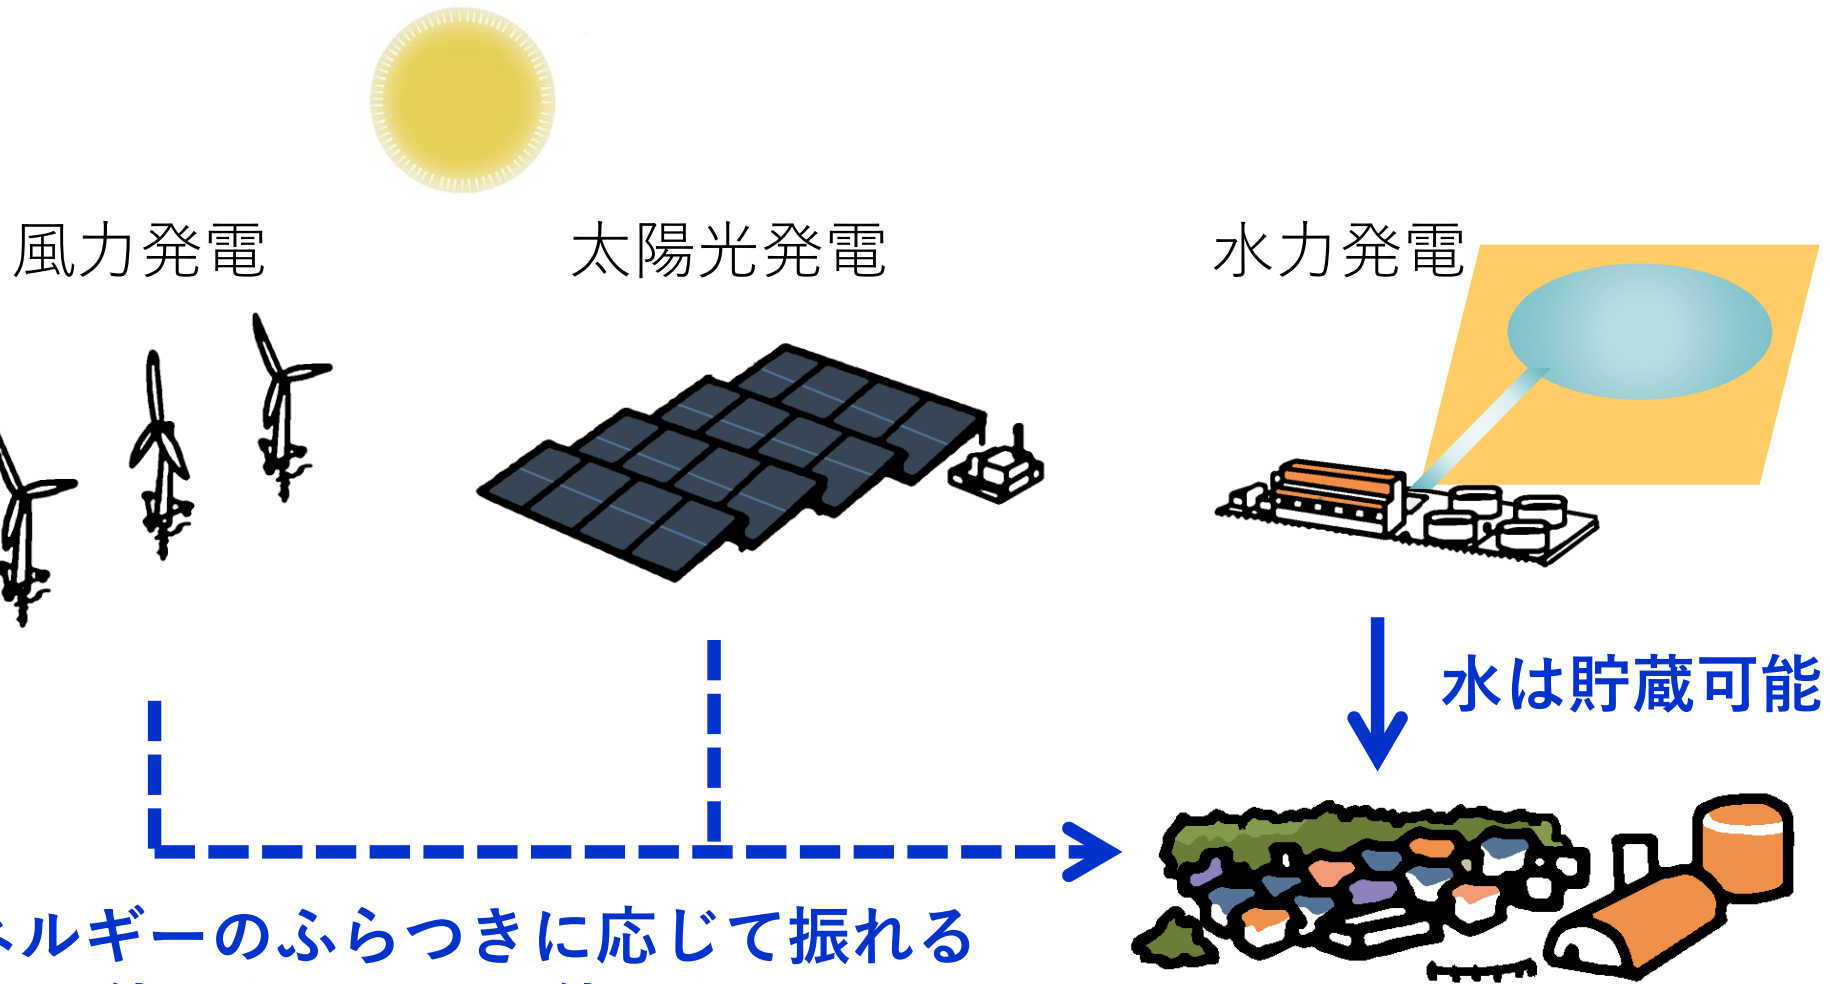 風力発電
太陽光発電
水力発電
水は貯蔵可能
ネルギーのふらつきに応じて振れる